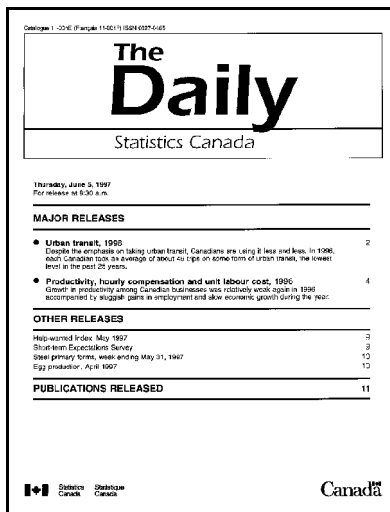 Catalogue 11-001E (Français 11-001F) ISSN 0827-0465
The
Daily
Statistics Canada
Thursday, June 5, 1997
For release at 8:30 a.m.
MAJOR RELEASES
● Urban transit, 1996 2
Despite the emphasis on taking urban transit, Canadians are using it less and less. In 1996,
each Canadian took an average of about 48 trips on some form of urban transit, the lowest
level in the past 25 years.
● Productivity, hourly compensation and unit labour cost, 1996 4
Growth in productivity among Canadian businesses was relatively weak again in 1996
accompanied by sluggish gains in employment and slow economic growth during the year.
OTHER RELEASES
Help-wanted Index, May 1997 9
Short-term Expectations Survey 9
Steel primary forms, week ending May 31, 1997 10
Egg production, April 1997 10
PUBLICATIONS RELEASED 11
Statistics Canada Statistique Canada
Canada